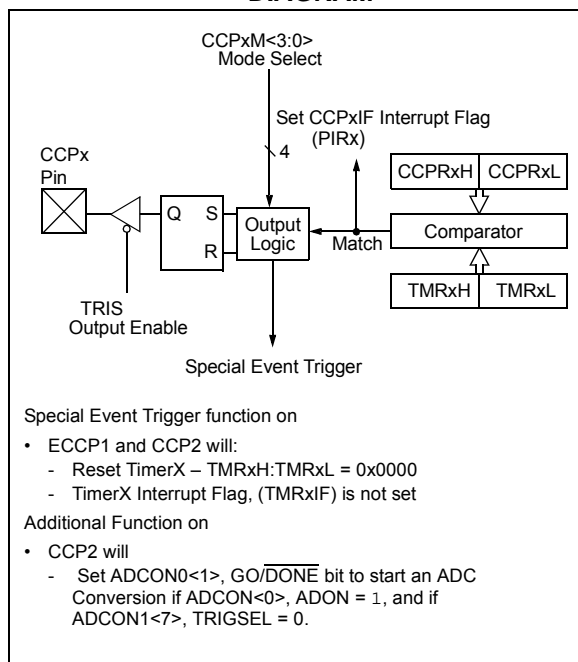 DIAGRAM
CCPxM<3:0>
Mode Select
Set CCPxIF Interrupt Flag
(PIRx)
CCPx
Pin
4
CCPRxH CCPRxL
Q S
R
Output
Logic
Match
Comparator
TMRxH TMRxL
TRIS
Output Enable
Special Event Trigger
Special Event Trigger function on
• ECCP1 and CCP2 will:
- Reset TimerX – TMRxH:TMRxL = 0x0000
- TimerX Interrupt Flag, (TMRxIF) is not set
Additional Function on
• CCP2 will
- Set ADCON0<1>, GO/DONE bit to start an ADC
Conversion if ADCON<0>, ADON = 1, and if
ADCON1<7>, TRIGSEL = 0.